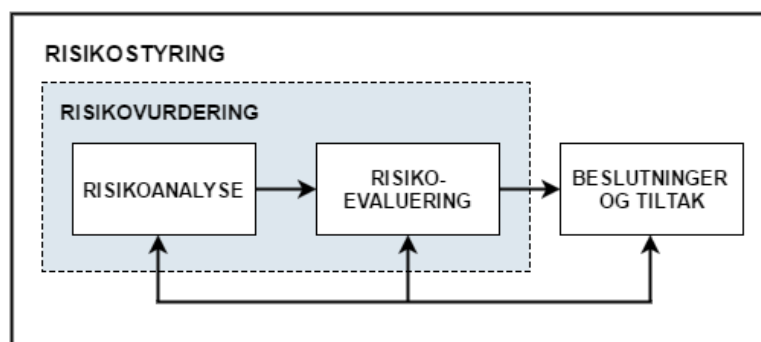 RISIKOSTYRING
RISIKOVURDERING
RISIKOANALYSE
RISIKO-
EVALUERING
BESLUTNINGER
OG TILTAK